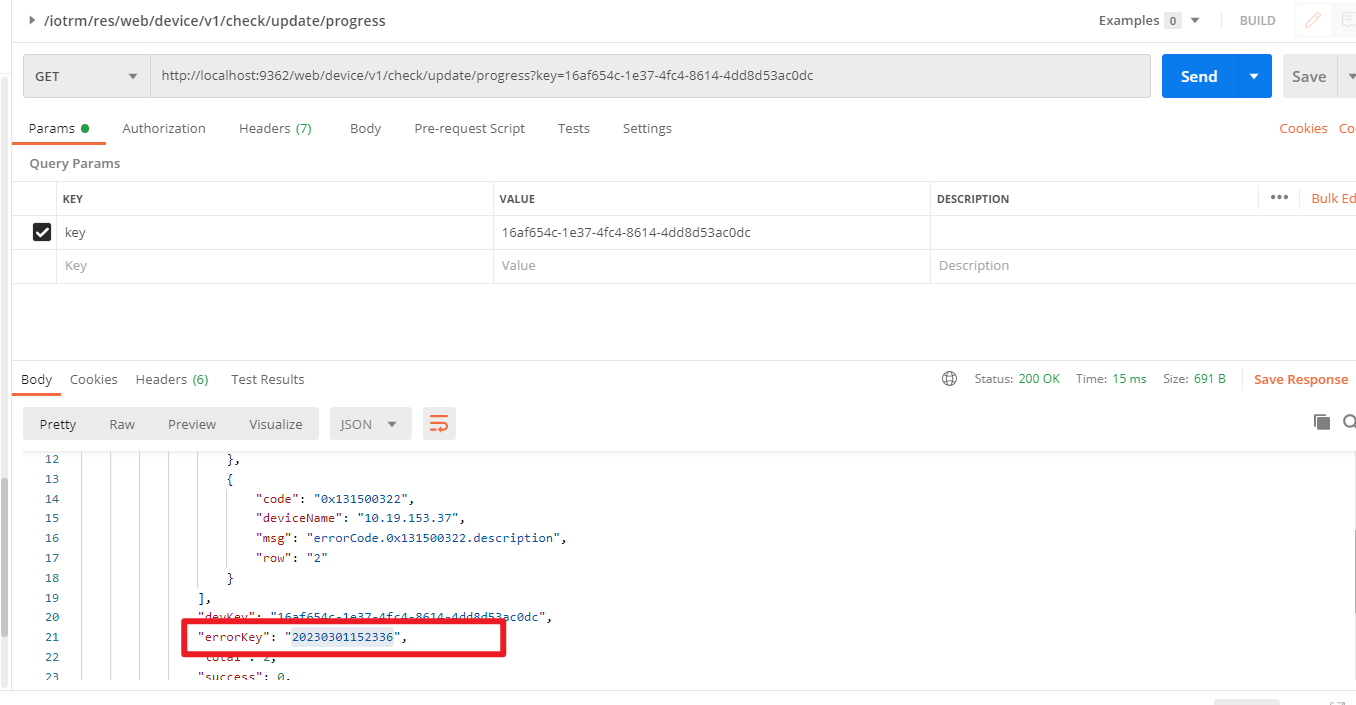 /iotrm/res/web/device/v1/check/update/progress
Examples 0
BUILD
GET
http://localhost:9362/web/device/v1/check/update/progress?key=16af654c-1e37-4fc4-8614-4dd8d53ac0dc
Send
Save
Params
Authorization
Headers (7)
Body
Pre-request Script
Tests
Settings
Cookies
Co
Query Params
KEY
VALUE
DESCRIPTION
Bulk Ed
key
16af654c-1e37-4fc4-8614-4dd8d53ac0dc
Key
Value
Description
Body
Cookies
Headers (6)
Test Results
Status: 200 OK
Time: 15 ms
Size: 691 B
Save Response
Pretty
Raw
Preview
Visualize
JSON
12 },
13 {
14 "code": "0x131500322",
15 "deviceName": "10.19.153.37",
16 "msg": "errorCode.0x131500322.description",
17 "row": "2"
18 }
19 ],
20 "devKey": "16af654c-1e37-4fc4-8614-4dd8d53ac0dc",
21 "errorKey": "20230301152336",
22 "total": 2,
23 "success": 0,